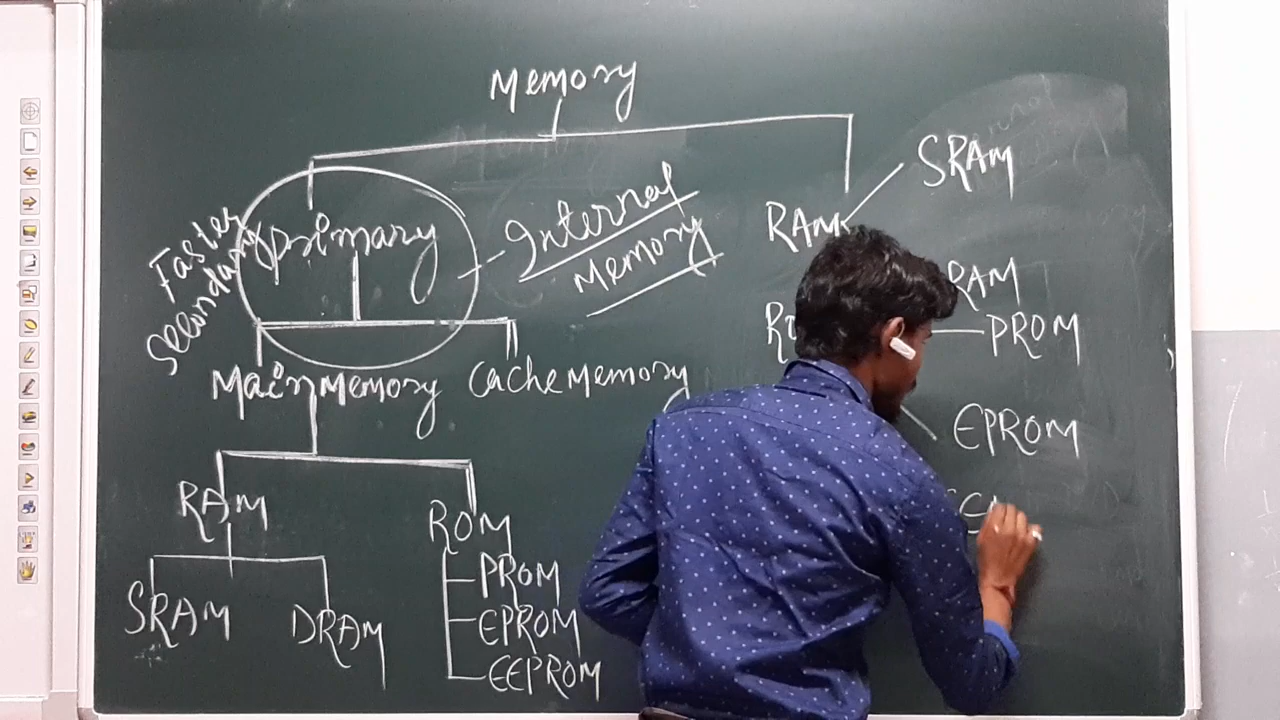 Memory
SRAM
RAM
Primary
Internal
Memory
Faster
Secondary
RAM
PROM
Main Memory
Cache Memory
EPROM
RAM
ROM
PROM
SRAM
DRAM
EPROM
EEPROM